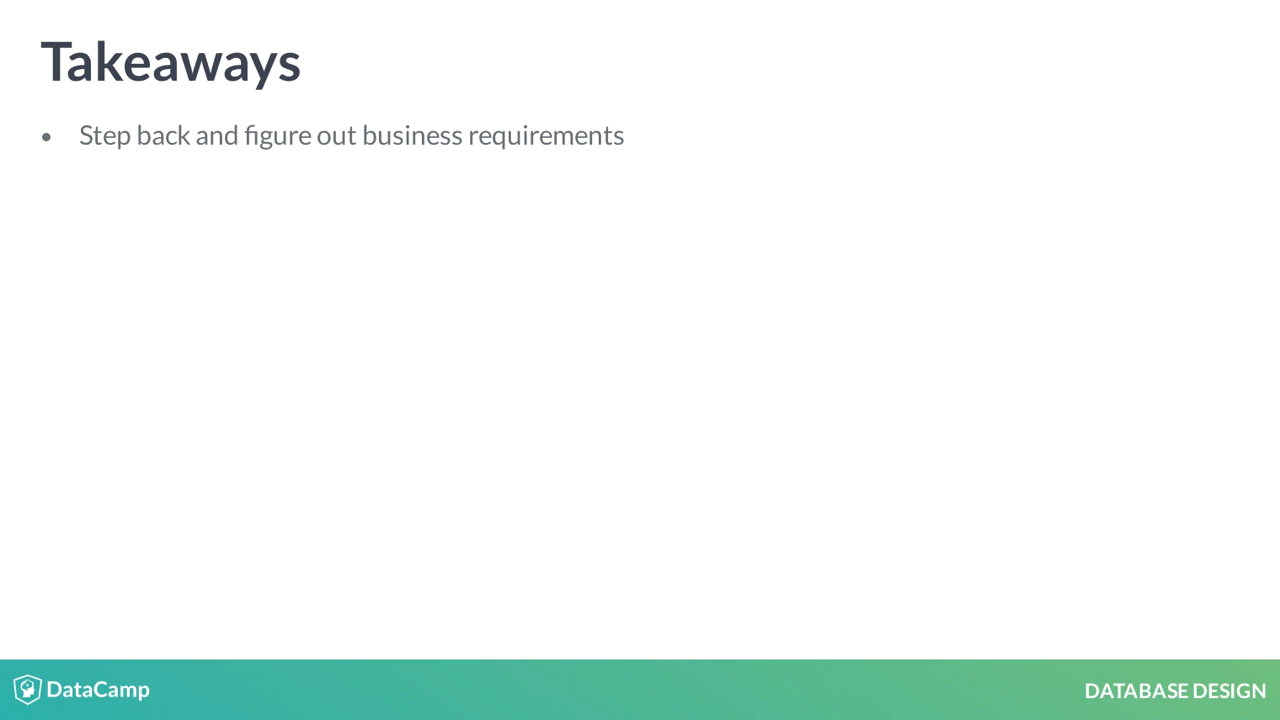 Takeaways
• Step back and figure out business requirements
DataCamp
DATABASE DESIGN